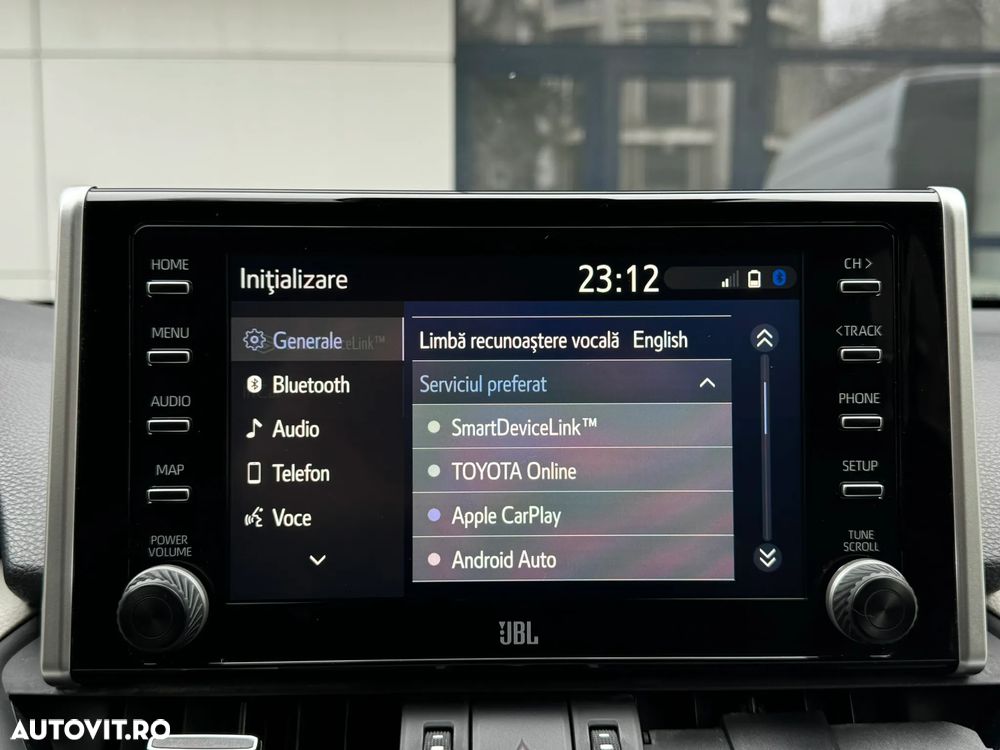 HOME
MENU
AUDIO
MAP
POWER
VOLUME
Iniţializare
23:12
Generale
Bluetooth
Audio
Telefon
Voce
Limbă recunoaştere vocală English
Serviciul preferat
SmartDeviceLink™
TOYOTA Online
Apple CarPlay
Android Auto
CH >
< TRACK
PHONE
SETUP
TUNE
SCROLL
JBL
AUTOVIT.RO